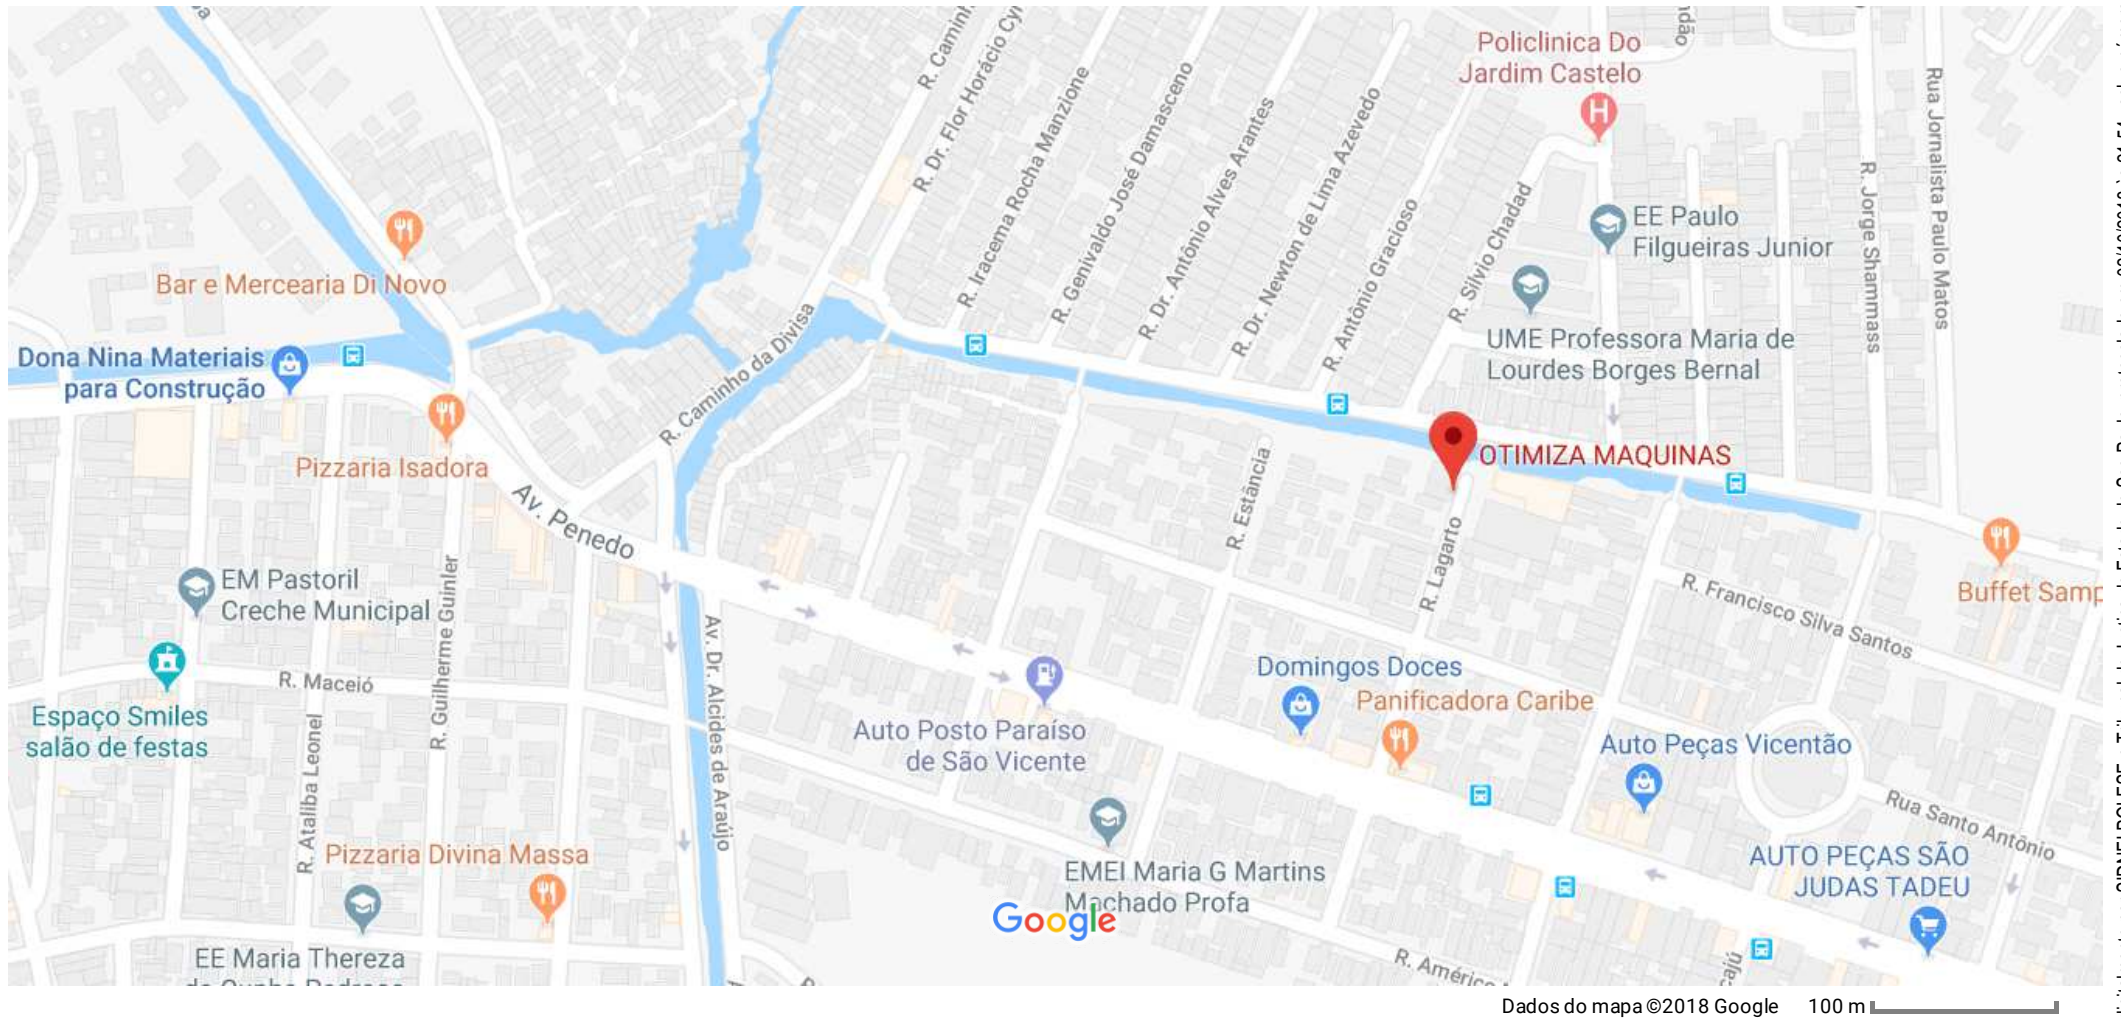 R. Caminh
R. Dr. Flor Horácio Cyr
R. Iracema Rocha Manzione
R. Genivaldo José Damasceno
R. Dr. Antônio Alves Arantes
R. Dr. Newton de Lima Azevedo
R. Antônio Gracioso
R. Silvio Chadad
Policlinica Do
Jardim Castelo
EE Paulo
Filgueiras Junior
R. Jorge Shammass
Rua Jornalista Paulo Matos
UME Professora Maria de
Lourdes Borges Bernal
Bar e Mercearia Di Novo
Dona Nina Materiais
para Construção
R. Caminho da Divisa
Pizzaria Isadora
Av. Penedo
OTIMIZA MAQUINAS
R. Estância
R. Lagarto
R. Francisco Silva Santos
Buffet Samp
EM Pastoril
Creche Municipal
R. Guilherme Guinler
Av. Dr. Alcides de Araújo
R. Maceió
Espaço Smiles
salão de festas
R. Ataliba Leonel
Auto Posto Paraíso
de São Vicente
Domingos Doces
Panificadora Caribe
Auto Peças Vicentão
Rua Santo Antônio
Pizzaria Divina Massa
EMEI Maria G Martins
Machado Profa
Google
AUTO PEÇAS SÃO
JUDAS TADEU
EE Maria Thereza
R. Américo
Dados do mapa ©2018 Google 100 m